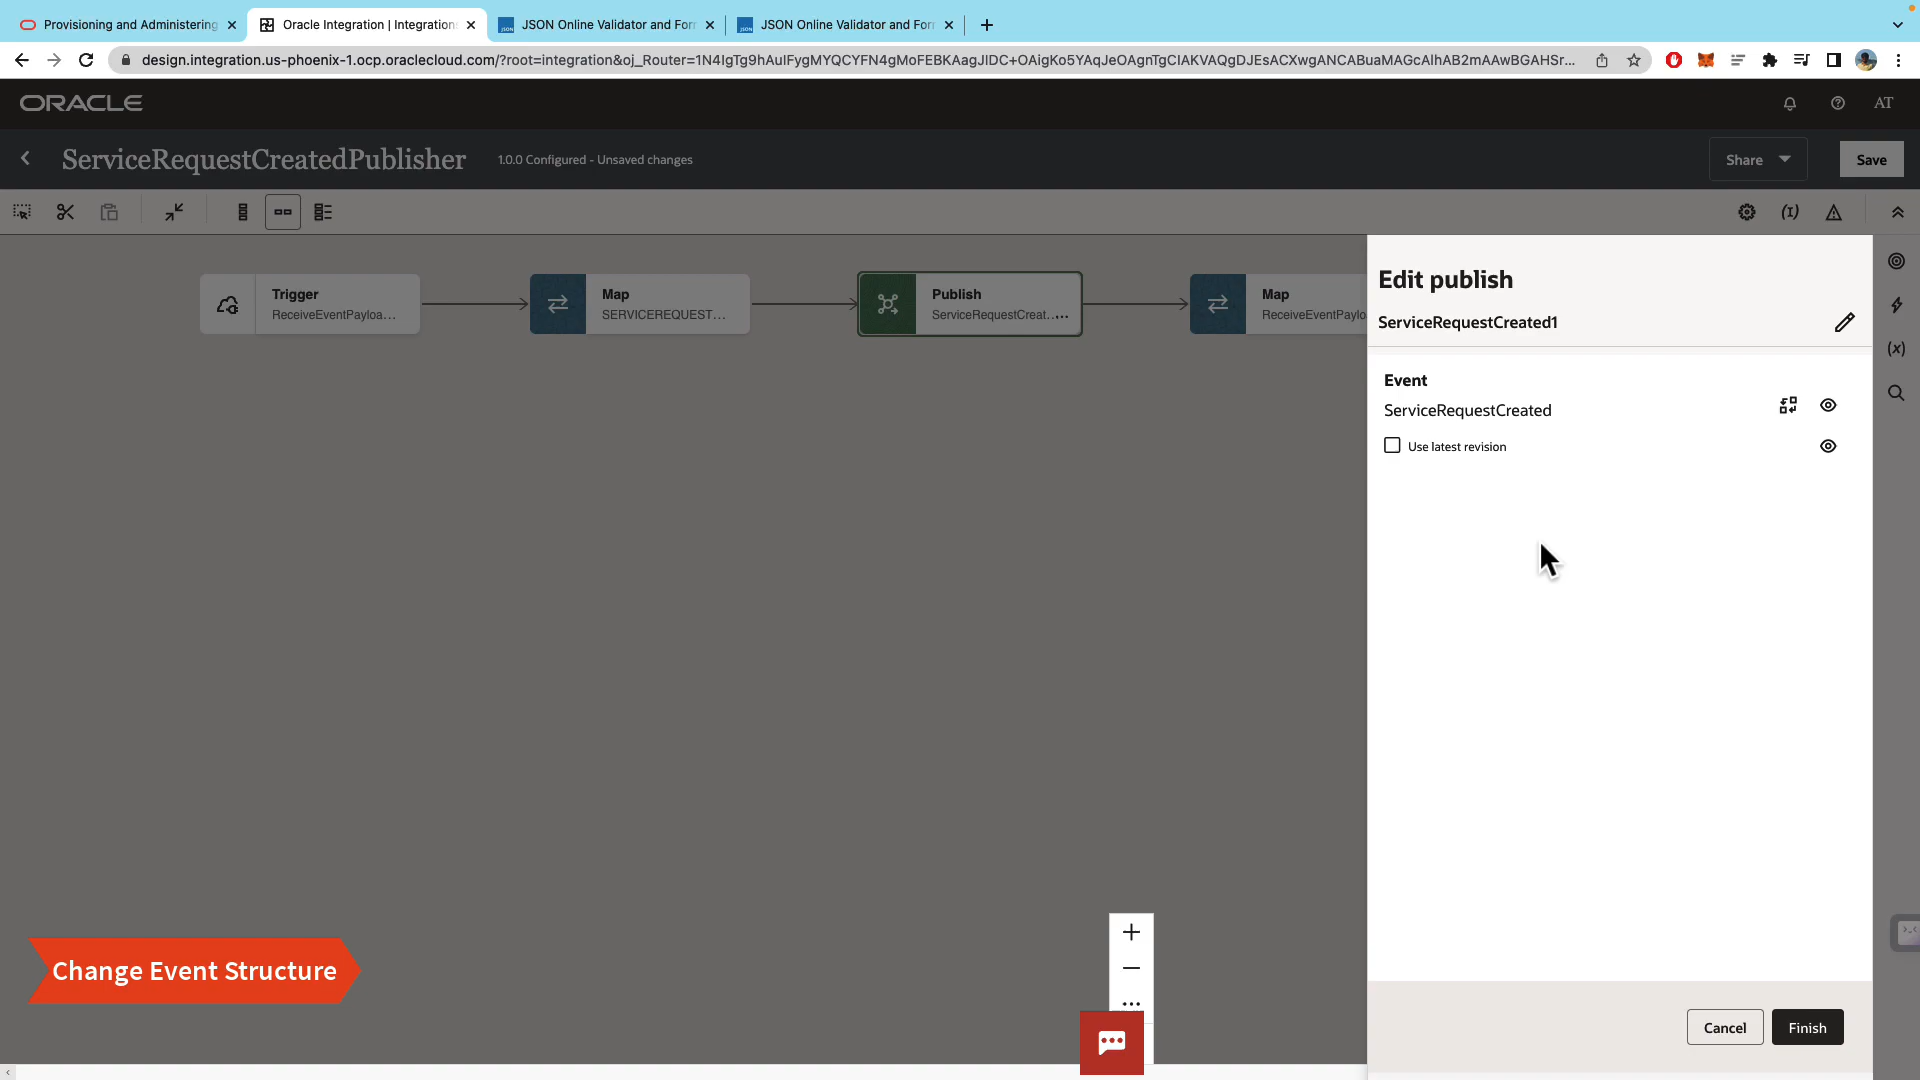 Provisioning and Administering
Oracle Integration | Integration
JSON Online Validator and For
JSON Online Validator and For
design.integration.us-phoenix-1.ocp.oraclecloud.com/?root=integration&oj_Router=1N4IgTg9hAuIFygMYQCYFN4gMoFEBKAagJIDC+OAigKo5YAqJeOAgnTgCIAKVAQgDJEsACXwgANCABuaMAGcAIhAB2mAAwBGAHSr...
ORACLE
AT
ServiceRequestCreatedPublisher
1.0.0 Configured - Unsaved changes
Share
Save
Edit publish
ServiceRequestCreated1
Trigger
ReceiveEventPayloa...
Map
SERVICEREQUEST...
Publish
ServiceRequestCreat...
Map
ReceiveEventPaylo
Event
ServiceRequestCreated
Use latest revision
Change Event Structure
Cancel
Finish